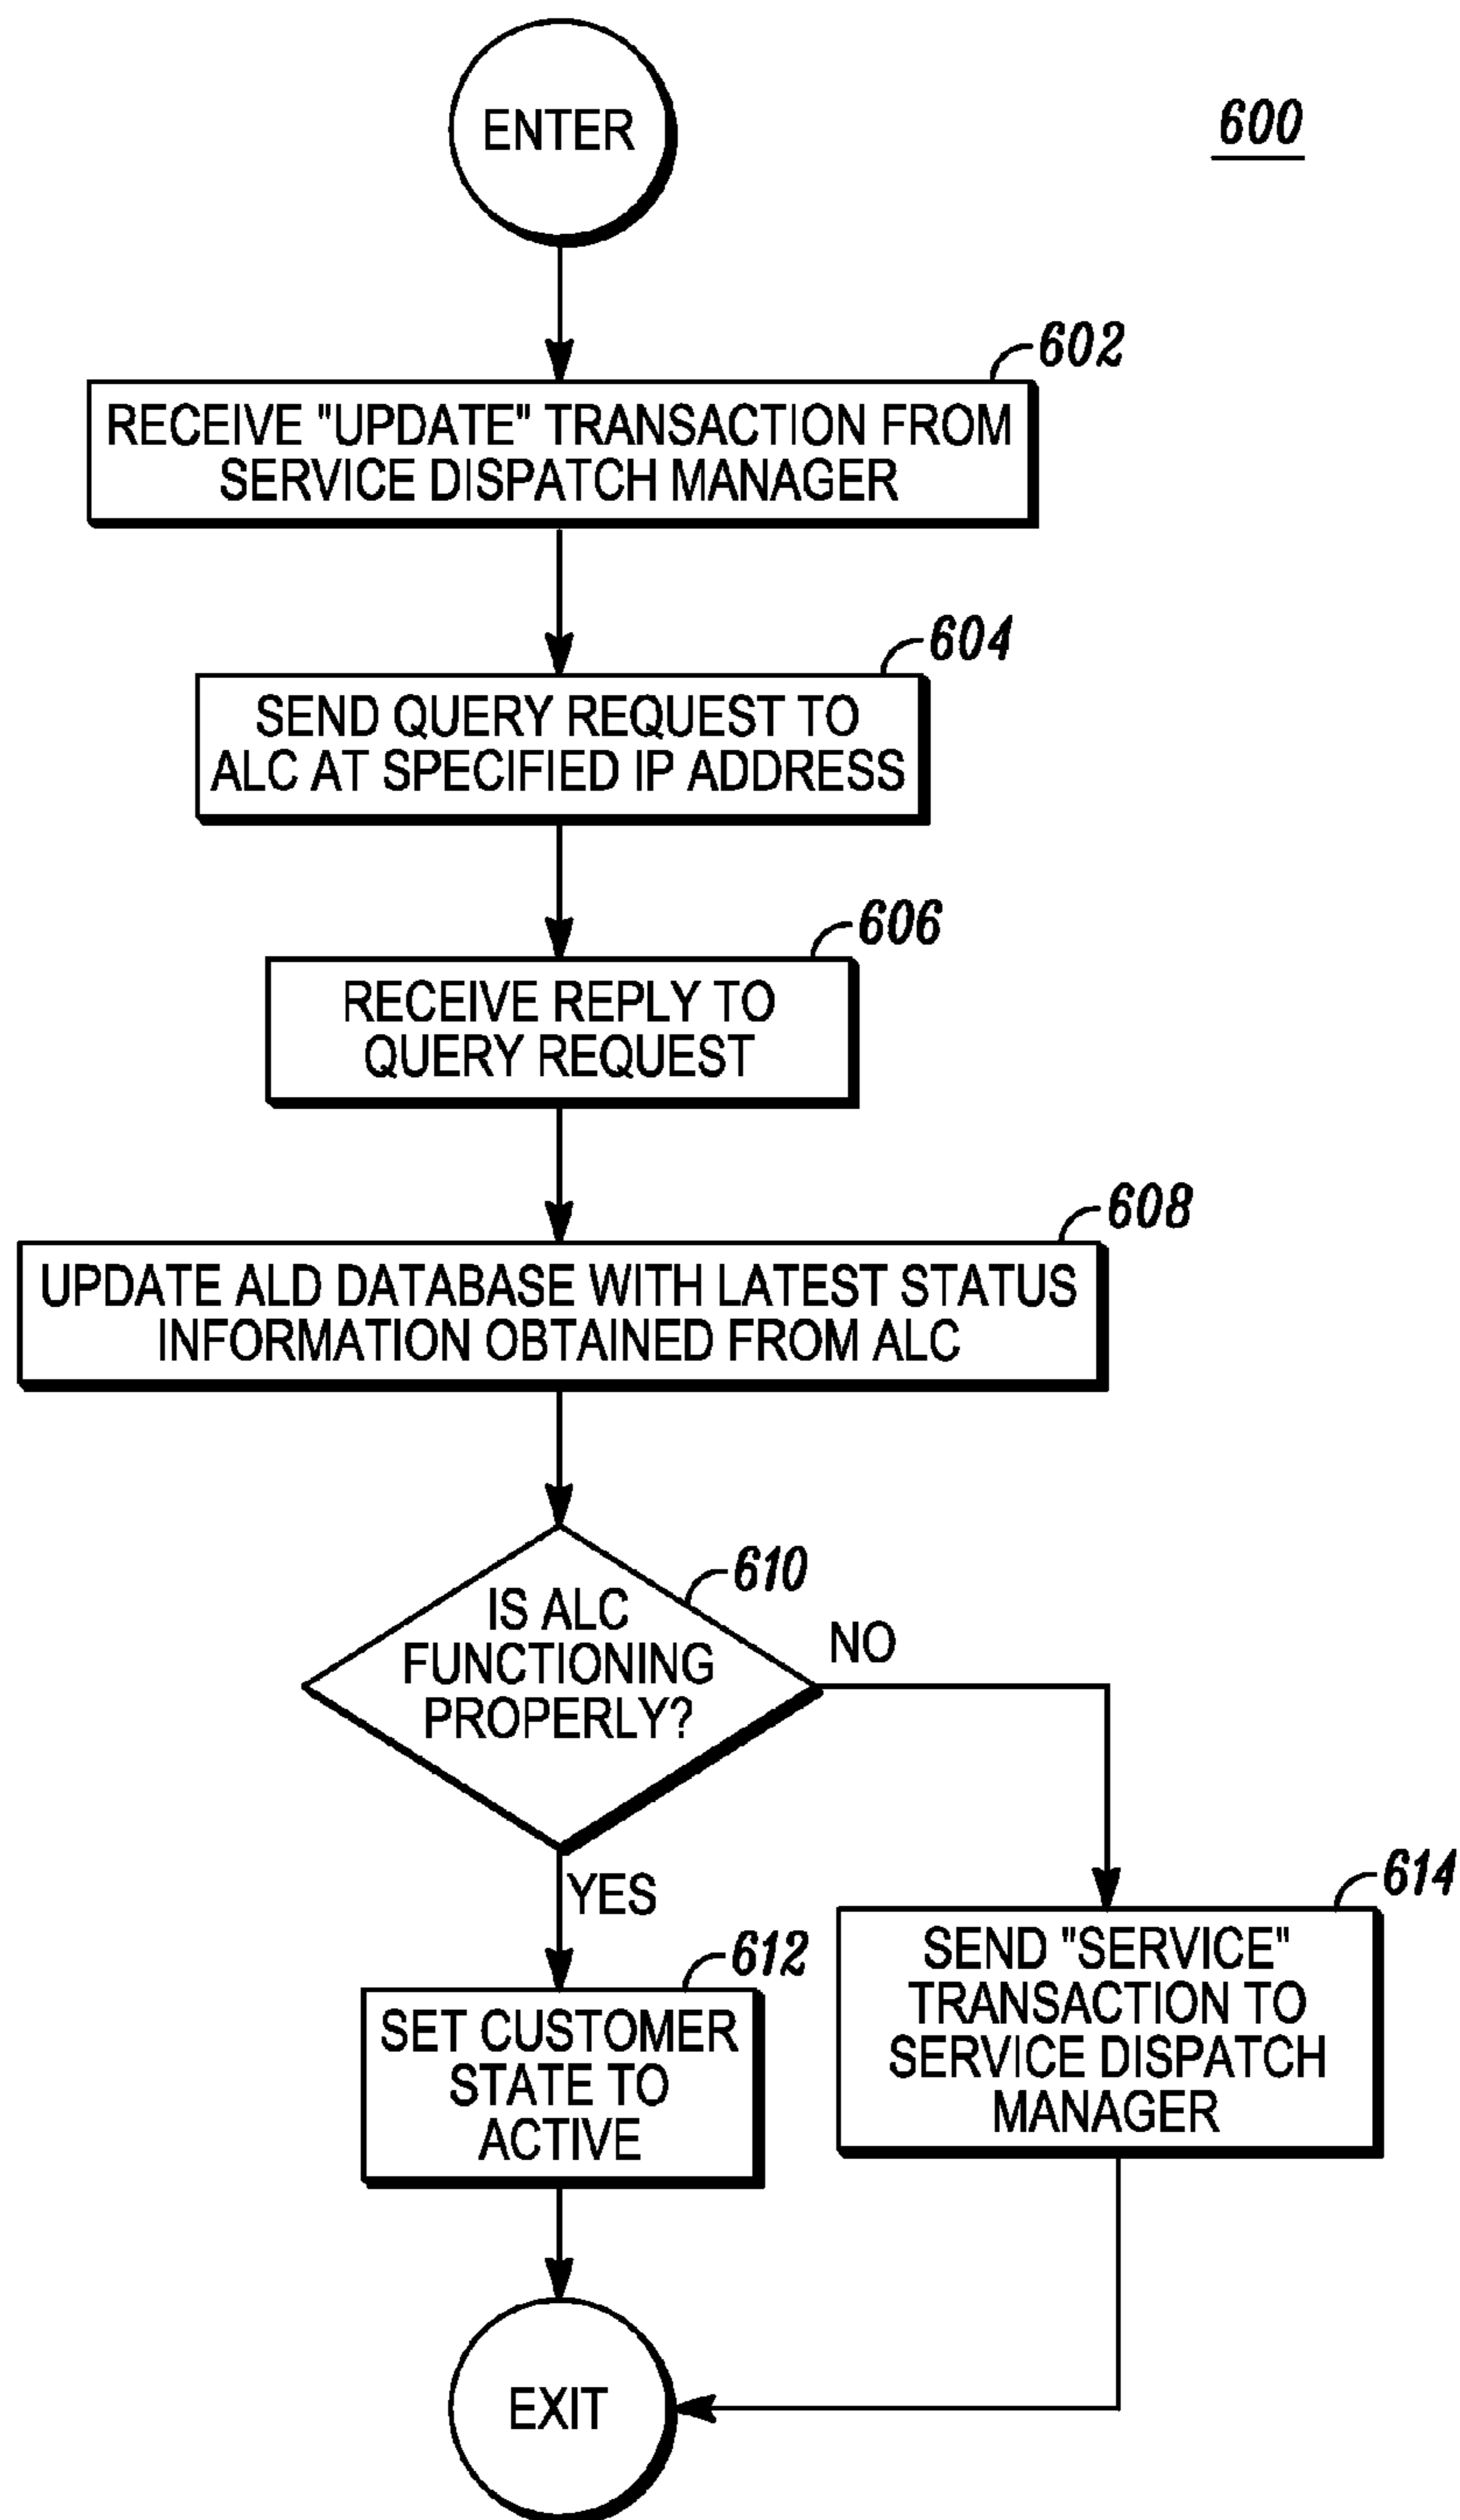 ENTER
600
602
RECEIVE "UPDATE" TRANSACTION FROM
SERVICE DISPATCH MANAGER
604
SEND QUERY REQUEST TO
ALC AT SPECIFIED IP ADDRESS
606
RECEIVE REPLY TO
QUERY REQUEST
608
UPDATE ALD DATABASE WITH LATEST STATUS
INFORMATION OBTAINED FROM ALC
610
IS ALC
FUNCTIONING
PROPERLY?
NO
YES
612
SET CUSTOMER
STATE TO
ACTIVE
614
SEND "SERVICE"
TRANSACTION TO
SERVICE DISPATCH
MANAGER
EXIT